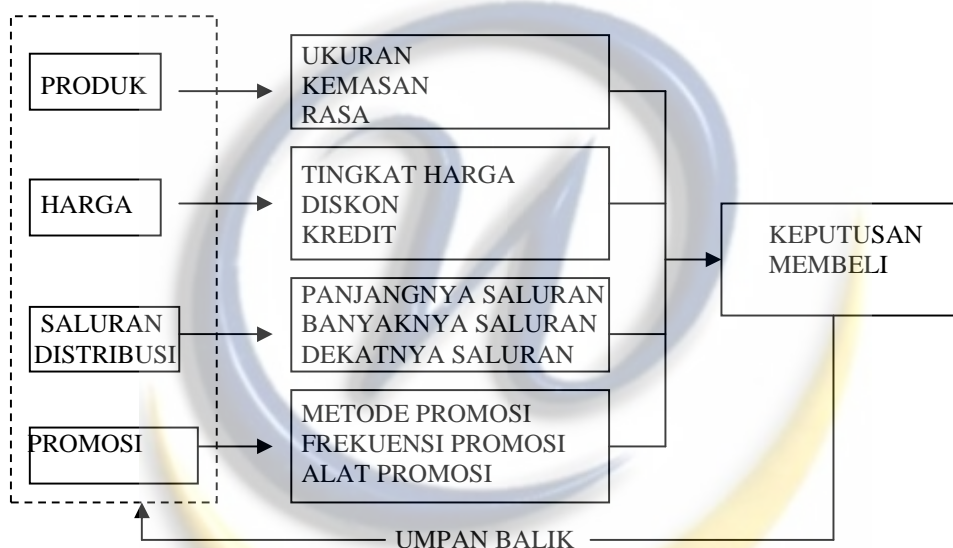 PRODUK
UKURAN
KEMASAN
RASA
HARGA
TINGKAT HARGA
DISKON
KREDIT
SALURAN
DISTRIBUSI
PANJANGNYA SALURAN
BANYAKNYA SALURAN
DEKATNYA SALURAN
PROMOSI
METODE PROMOSI
FREKUENSI PROMOSI
ALAT PROMOSI
KEPUTUSAN
MEMBELI
UMPAN BALIK